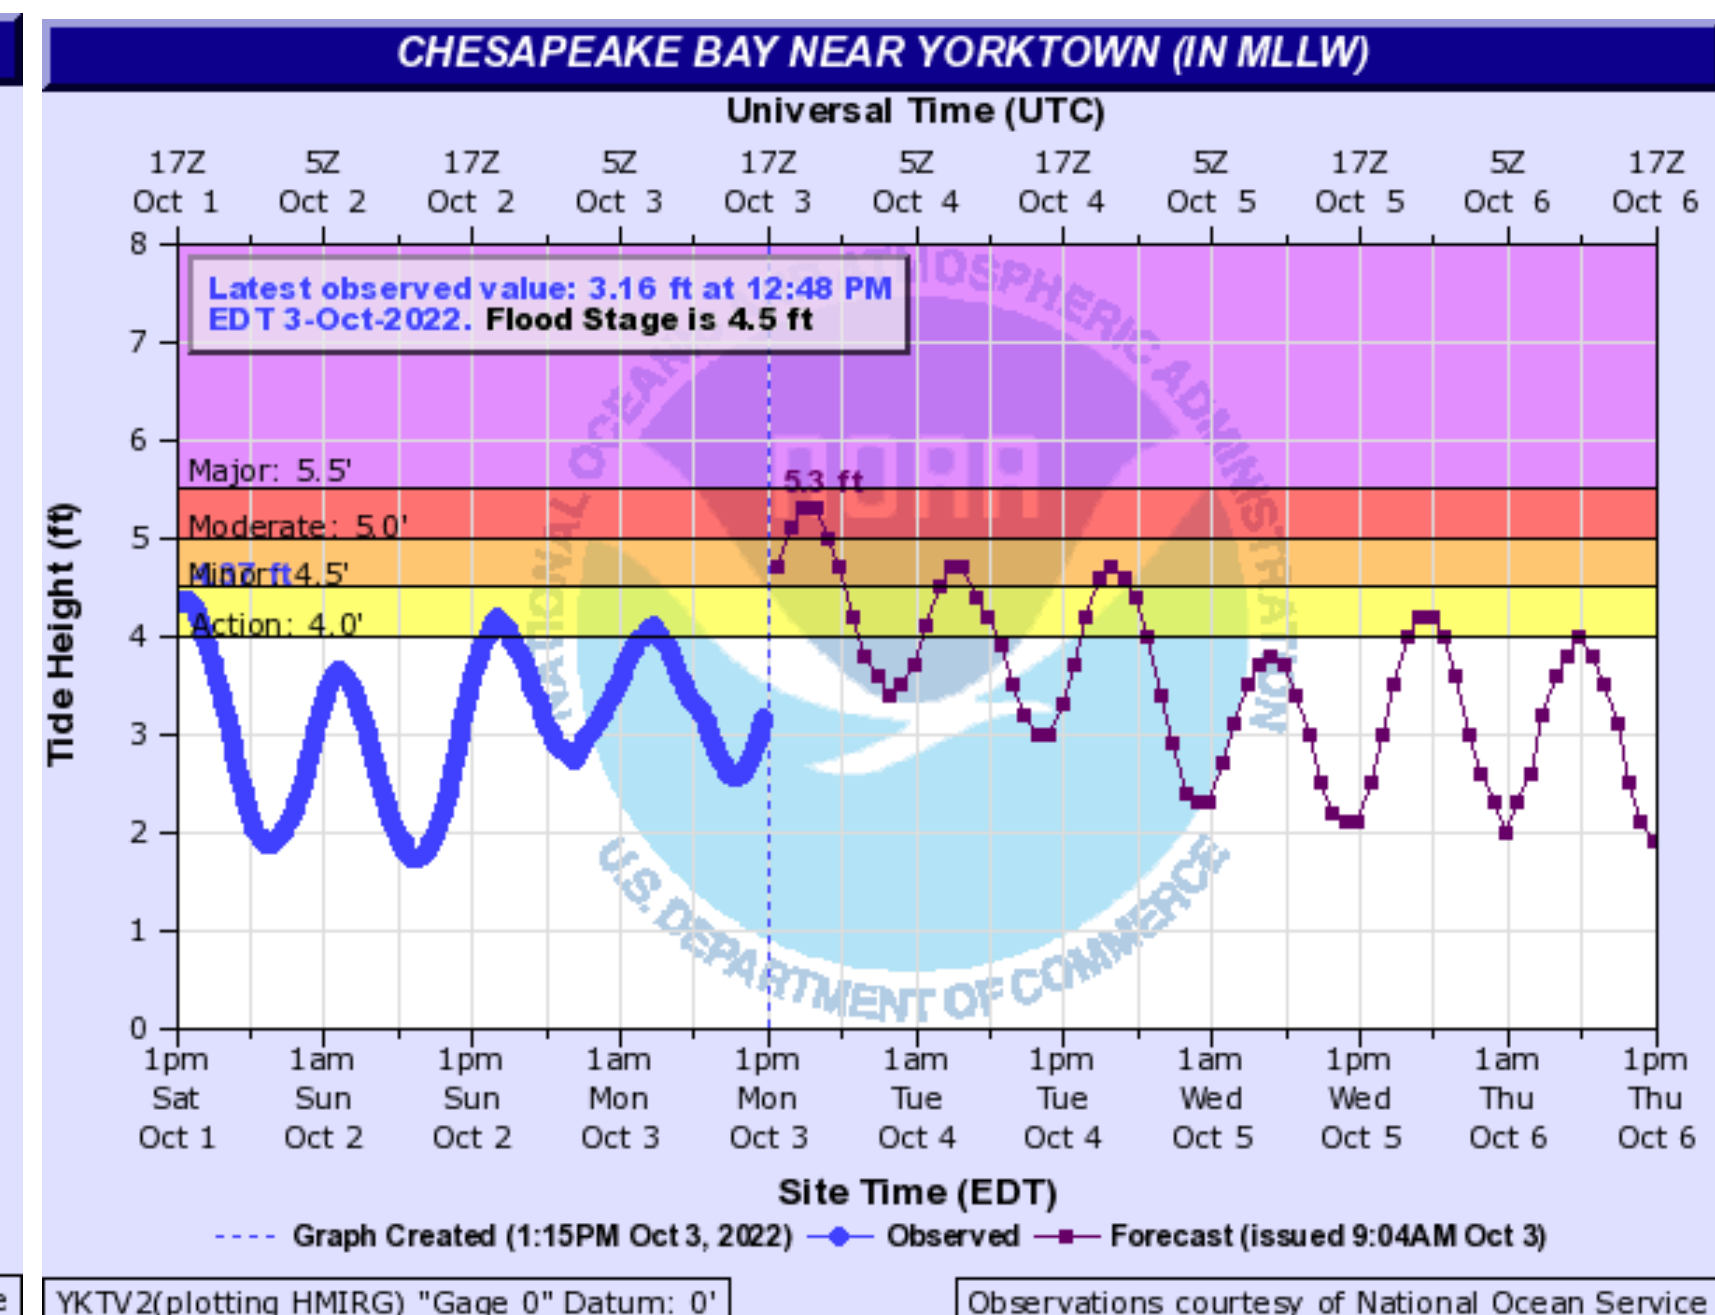 CHESAPEAKE BAY NEAR YORKTOWN (IN MLLW)
Universal Time (UTC)
17Z 5Z 17Z 5Z 17Z 5Z 17Z 5Z 17Z 5Z 17Z
Oct 1 Oct 2 Oct 2 Oct 3 Oct 3 Oct 4 Oct 4 Oct 5 Oct 5 Oct 6 Oct 6
8
Latest observed value: 3.16 ft at 12:48 PM
EDT 3-Oct-2022. Flood Stage is 4.5 ft
7
6
Major: 5.5'
5.3 ft
NOAA
Moderate: 5.0'
5
Minor: 4.5'
Action: 4.0'
4
3
2
1
0
Tide Height (ft)
ATMOSPHERIC ADMINISTRATION
U.S. DEPARTMENT OF COMMERCE
1pm 1am 1pm 1am 1pm 1am 1pm 1am 1pm 1am 1pm
Sat Sun Sun Mon Mon Tue Tue Wed Wed Thu Thu
Oct 1 Oct 2 Oct 2 Oct 3 Oct 3 Oct 4 Oct 4 Oct 5 Oct 5 Oct 6 Oct 6
Site Time (EDT)
Graph Created (1:15PM Oct 3, 2022) Observed Forecast (issued 9:04AM Oct 3)
e
YKTV2(plotting HMIRG) "Gage 0" Datum: 0'
Observations courtesy of National Ocean Service